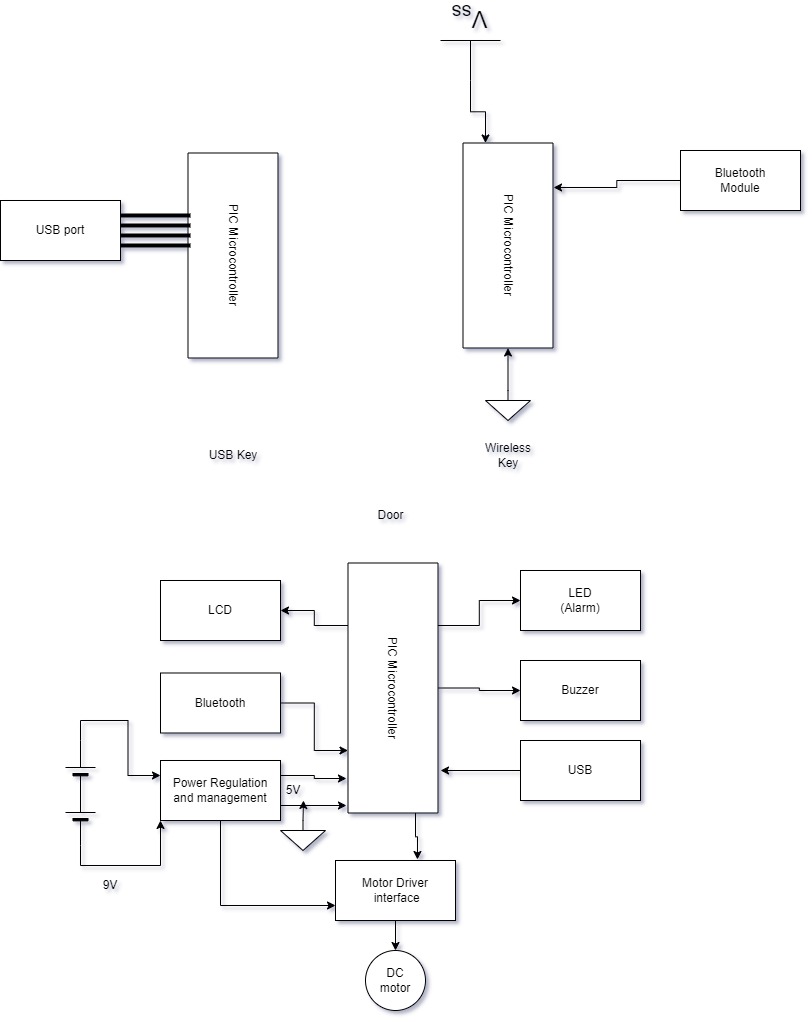 VSS
PIC Microcontroller
USB port
PIC Microcontroller
Bluetooth
Module
USB Key
Wireless
Key
Door
LCD
Bluetooth
Power Regulation
and management
5V
9V
PIC Microcontroller
LED
(Alarm)
Buzzer
USB
Motor Driver
interface
DC
motor